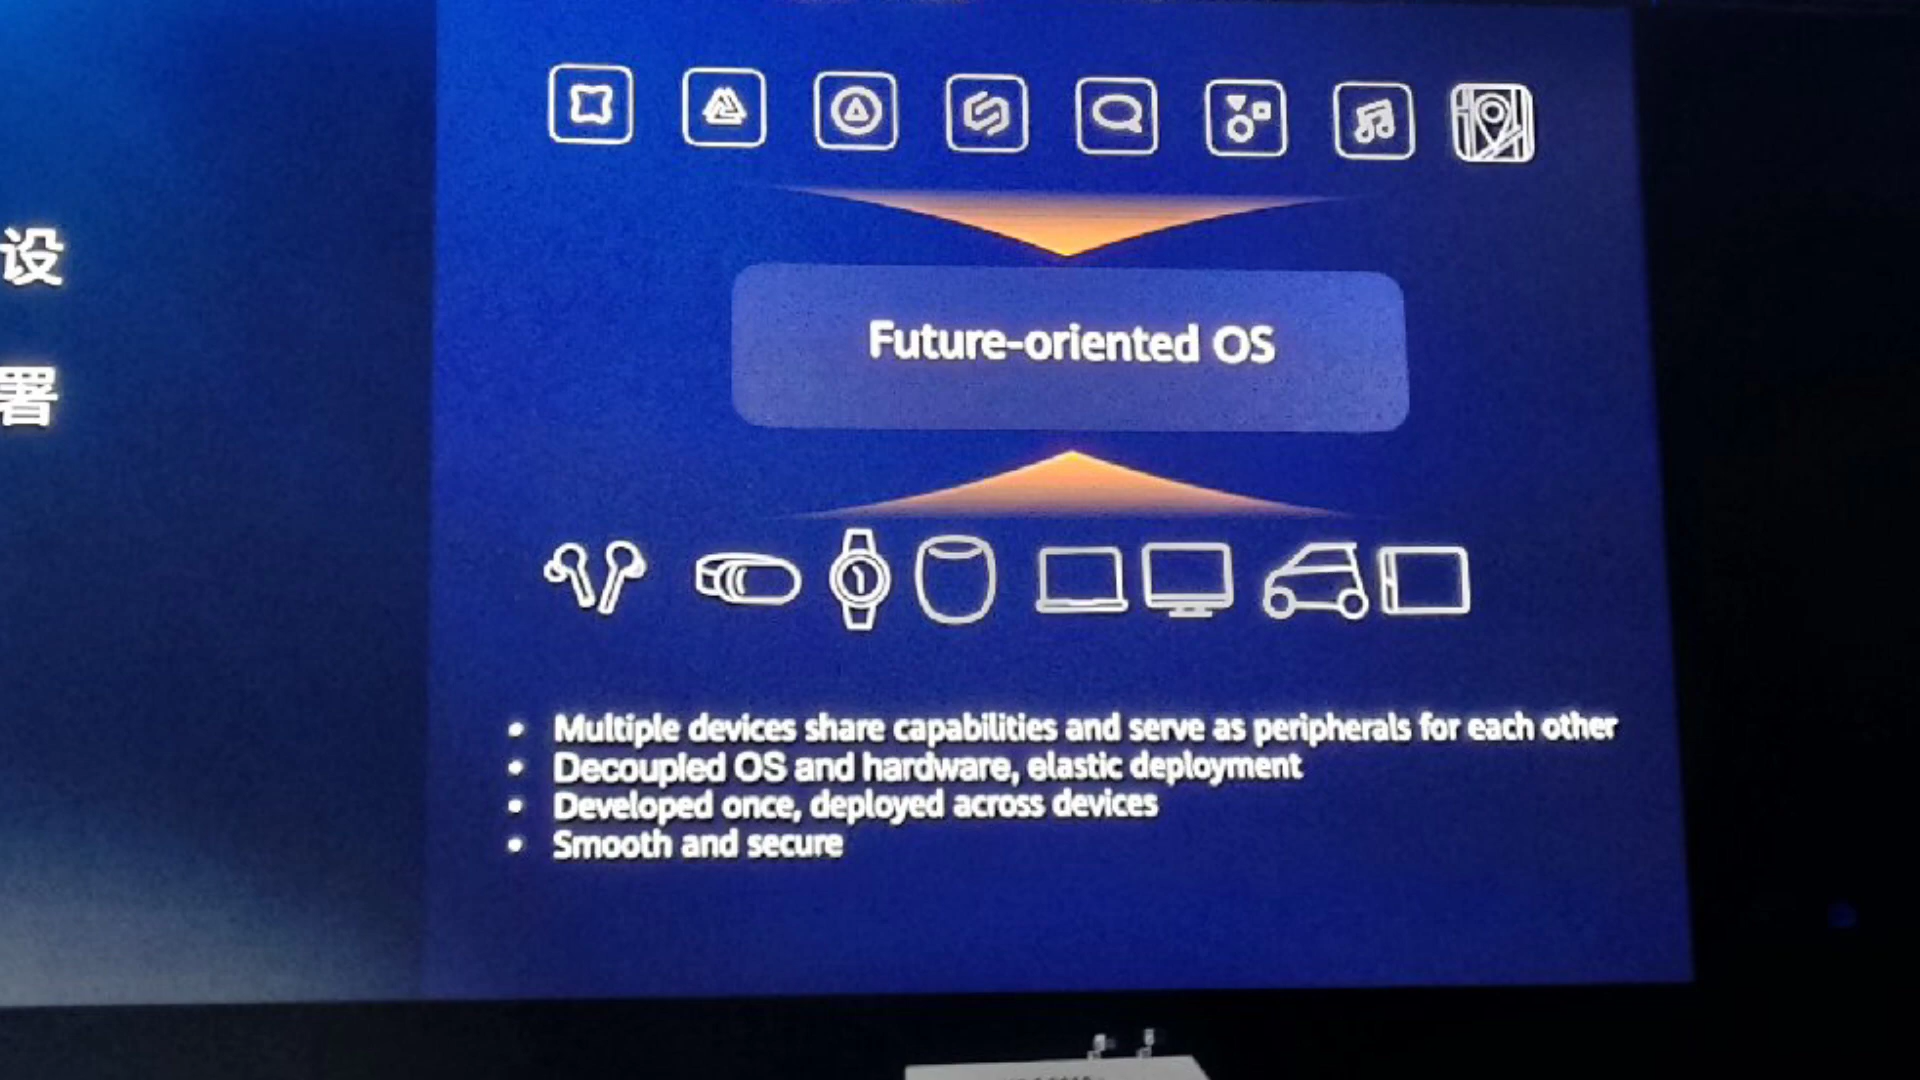 设
署
Future-oriented OS
• Multiple devices share capabilities and serve as peripherals for each other
• Decoupled OS and hardware, elastic deployment
• Developed once, deployed across devices
• Smooth and secure